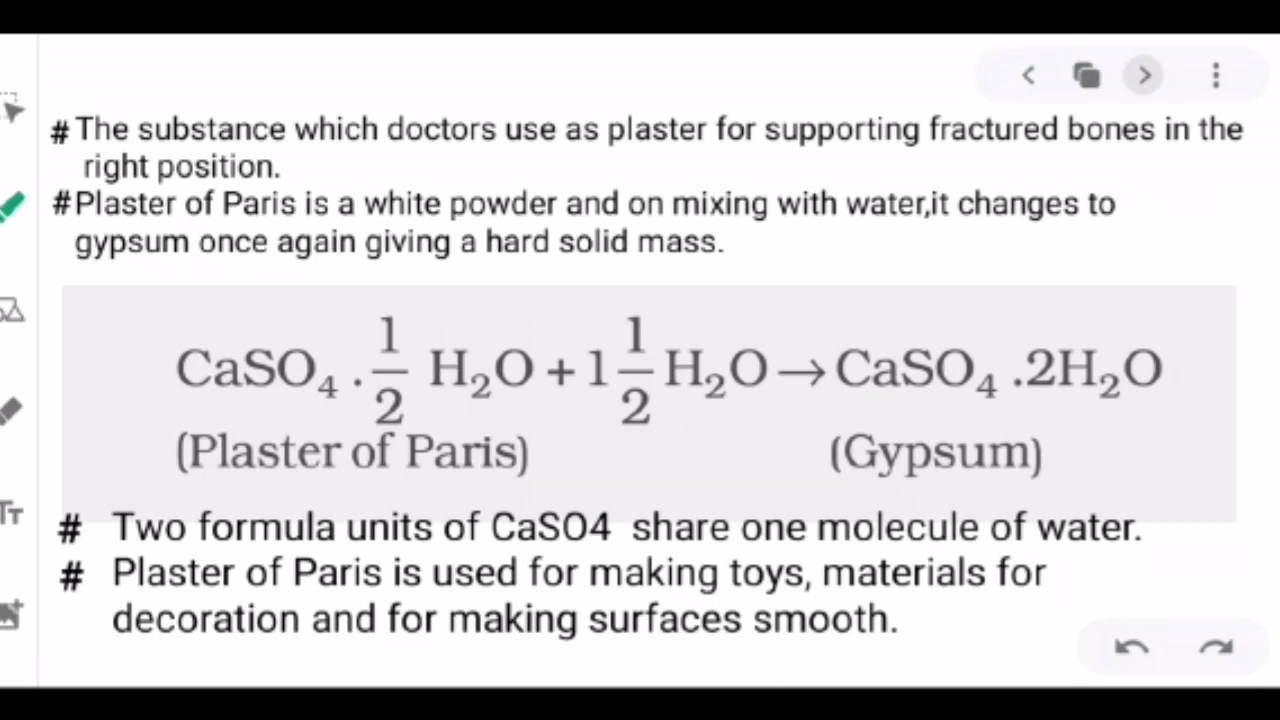 # The substance which doctors use as plaster for supporting fractured bones in the
right position.
#Plaster of Paris is a white powder and on mixing with water,it changes to
gypsum once again giving a hard solid mass.
CaSO₄ . 1/2 H₂O + 1 1/2 H₂O → CaSO₄ .2H₂O
(Plaster of Paris) (Gypsum)
# Two formula units of CaSO4 share one molecule of water.
# Plaster of Paris is used for making toys, materials for
decoration and for making surfaces smooth.